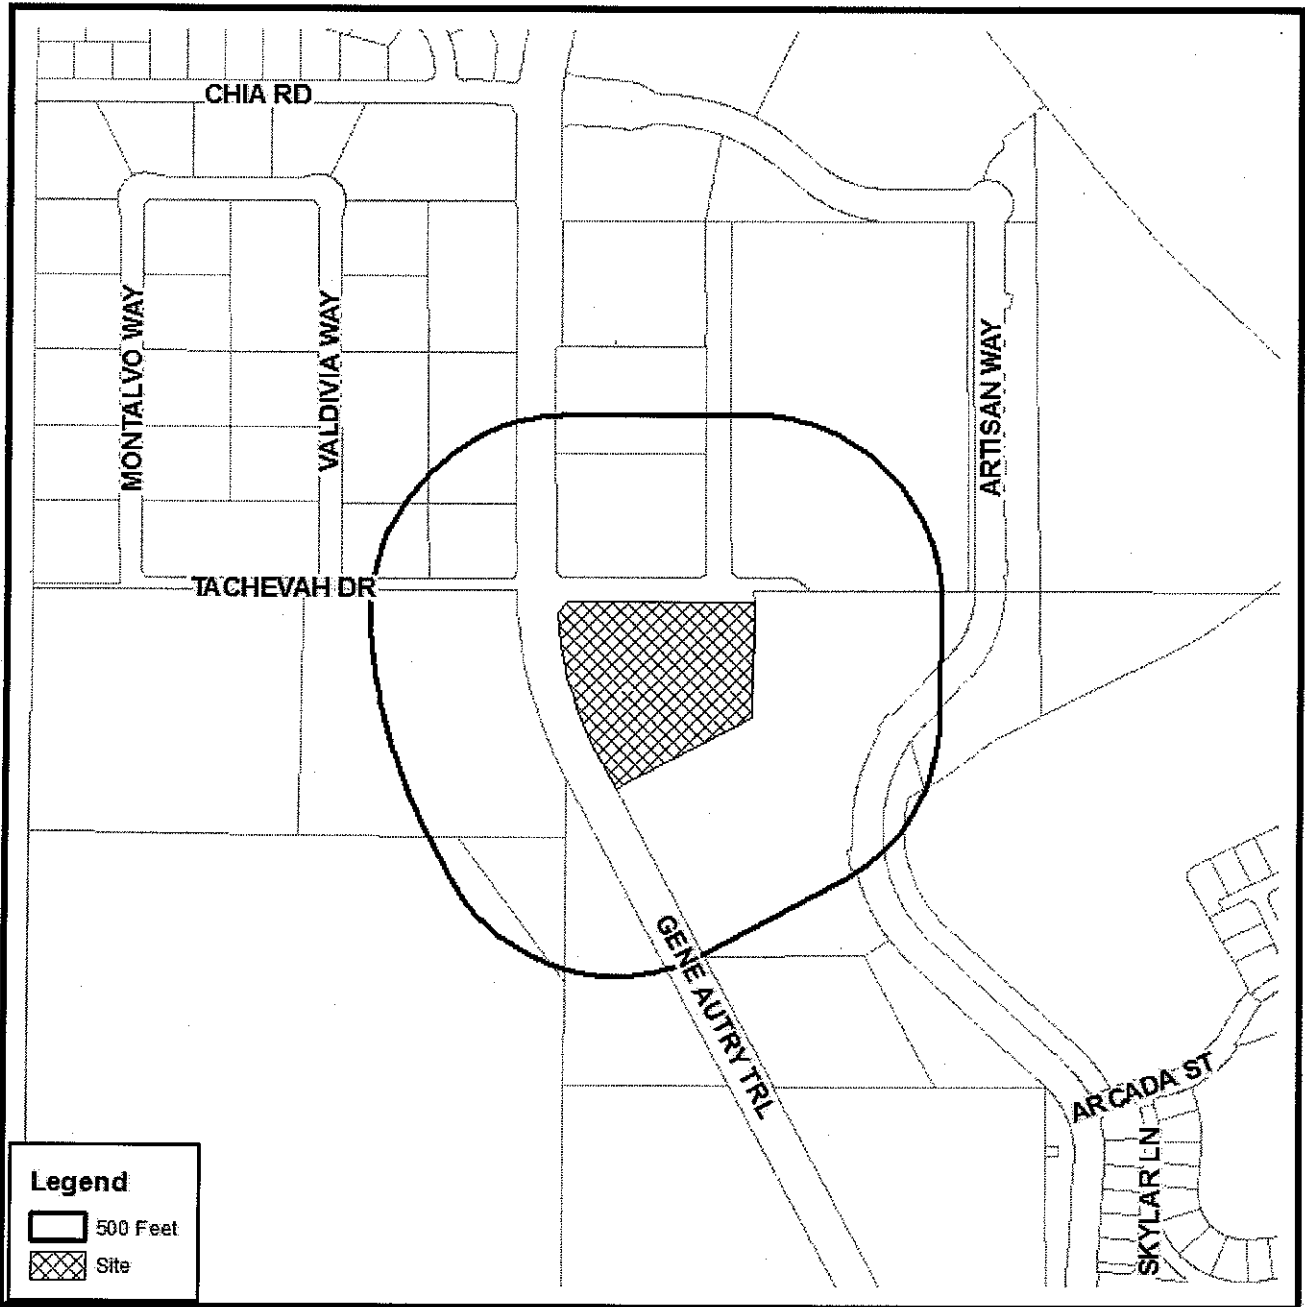 CHIA RD
MONTALVO WAY
VALDIVIA WAY
ARTISAN WAY
TACHEVAH DR
GENE AUTRY TRL
ARCADA ST
SKYLAR LN
Legend
500 Feet
Site